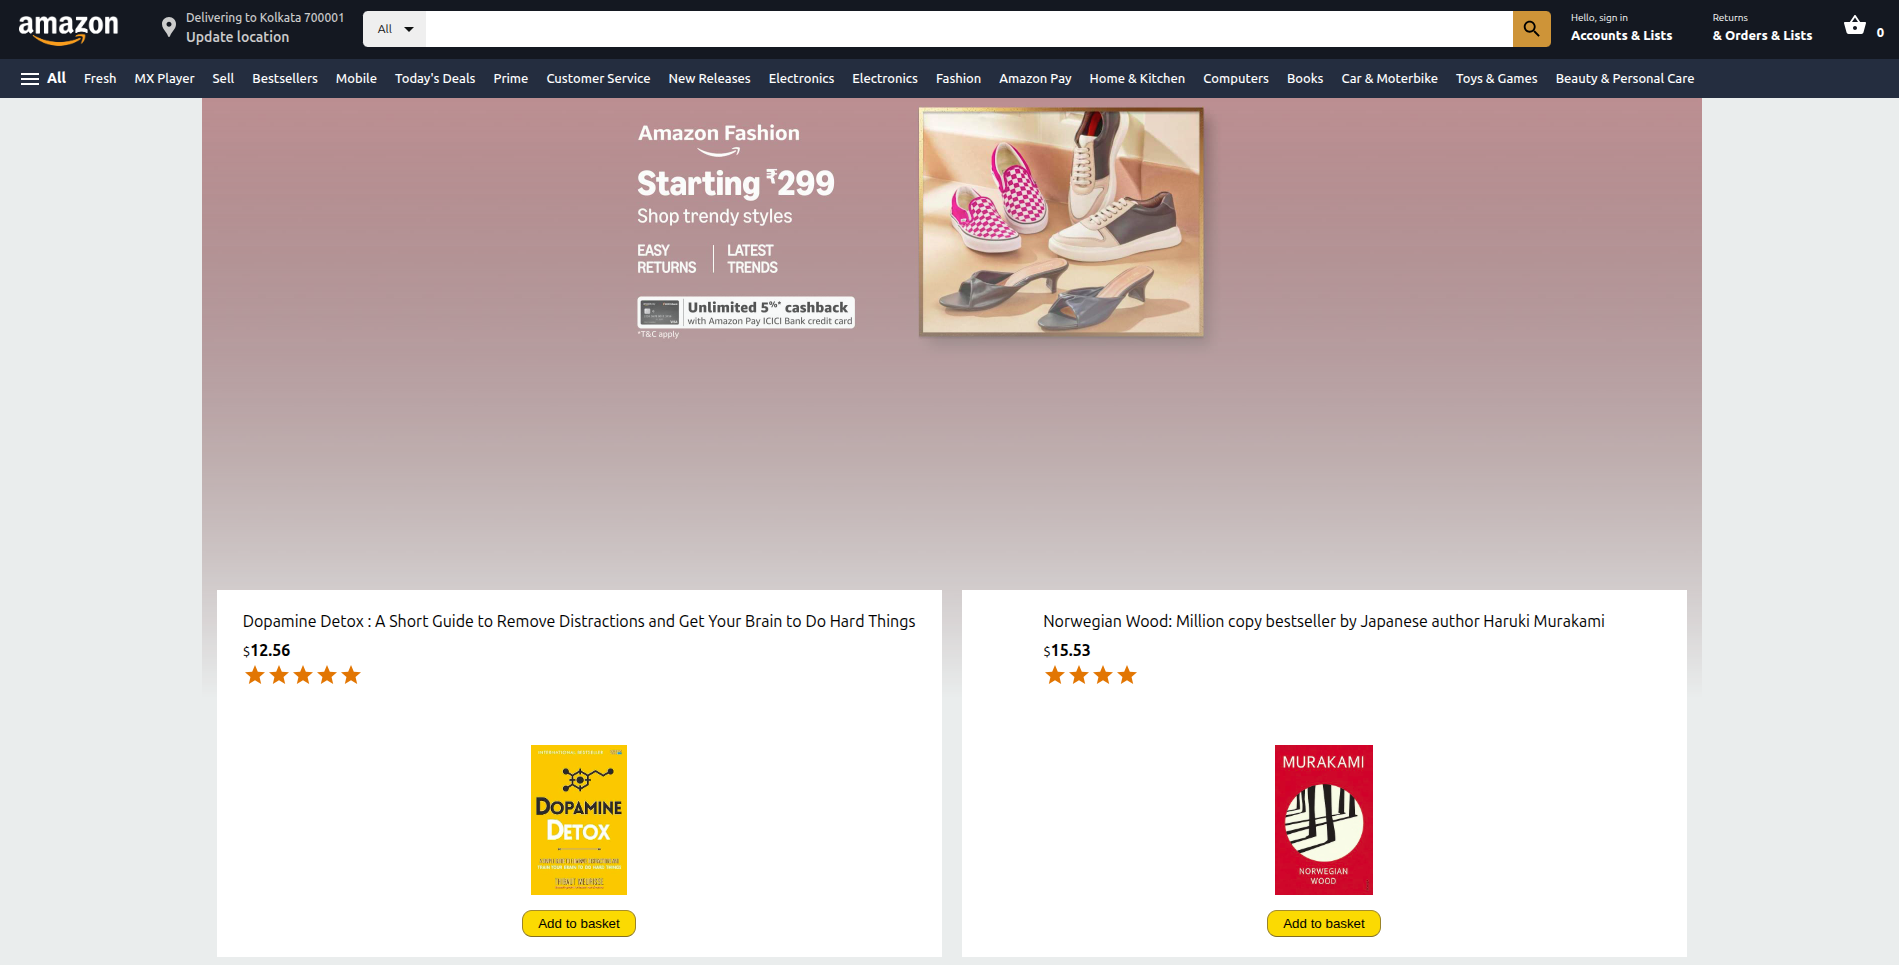 amazon
Delivering to Kolkata 700001
Update location
All
Hello, sign in
Accounts & Lists
Returns
& Orders & Lists
0
All Fresh MX Player Sell Bestsellers Mobile Today's Deals Prime Customer Service New Releases Electronics Electronics Fashion Amazon Pay Home & Kitchen Computers Books Car & Moterbike Toys & Games Beauty & Personal Care
Amazon Fashion
Starting ₹299
Shop trendy styles
EASY RETURNS
LATEST TRENDS
Unlimited 5%* cashback
with Amazon Pay ICICI Bank credit card
*T&C apply
Dopamine Detox : A Short Guide to Remove Distractions and Get Your Brain to Do Hard Things
$12.56
INTERNATIONAL BESTSELLER
DOPAMINE
DETOX
THIBAUT MEURISSE
Add to basket
Norwegian Wood: Million copy bestseller by Japanese author Haruki Murakami
$15.53
MURAKAMI
NORWEGIAN
WOOD
Add to basket